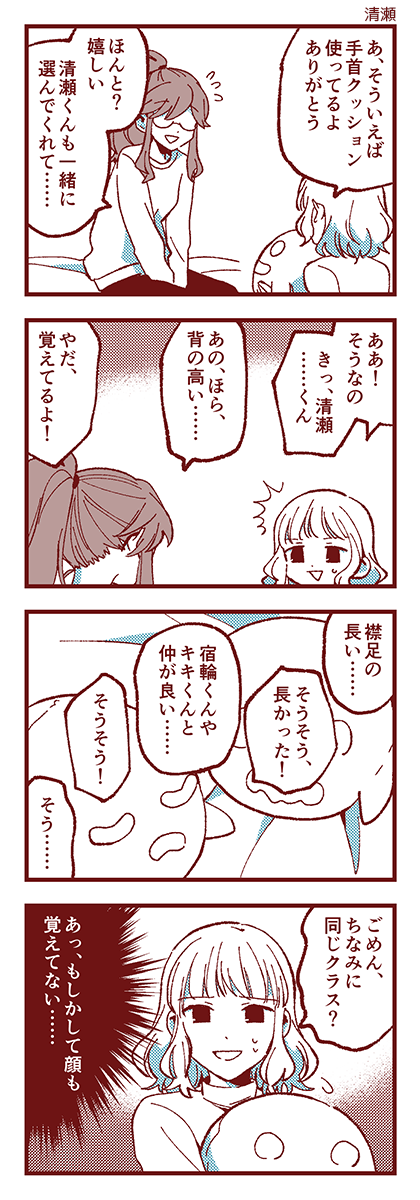 清瀬
あ、そういえば
手首クッション
使ってるよ
ありがとう
ほんと?
嬉しい
清瀬くんも一緒に
選んでくれて……
ああ!
そうなの
きっ、清瀬
……くん
あの、ほら、
背の高い……
やだ、
覚えてるよ!
襟足の
長い……
そうそう、
長かった!
宿輪くんや
キキくんと
仲が良い……
そうそう!
そう……
ごめん、
ちなみに
同じクラス?
あっ、もしかして顔も
覚えてない……